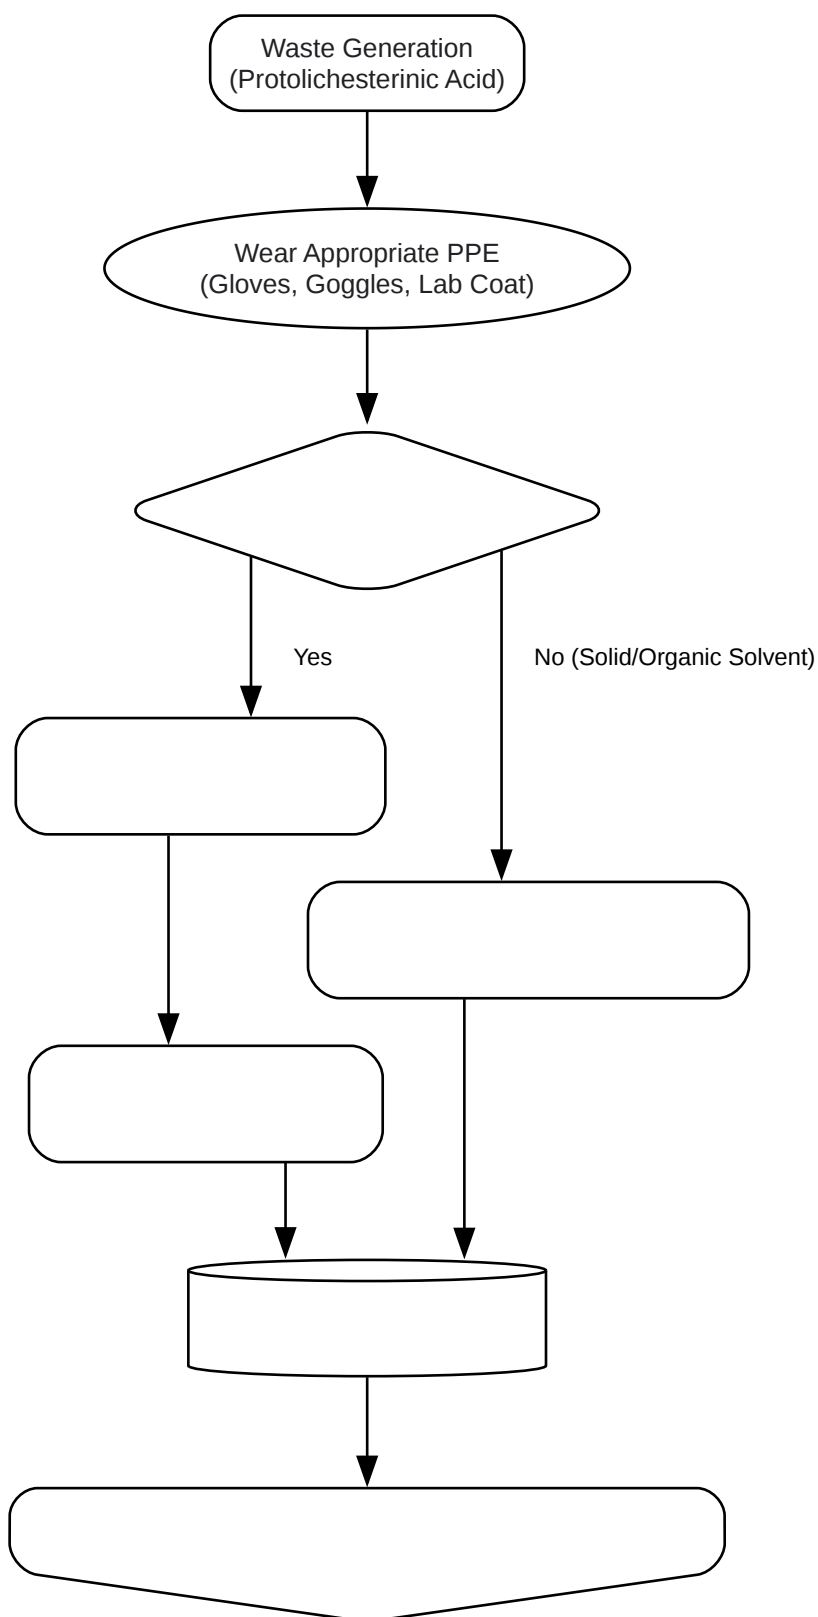 Waste Generation
(Protolichesterinic Acid)
Wear Appropriate PPE
(Gloves, Goggles, Lab Coat)
Yes
No (Solid/Organic Solvent)